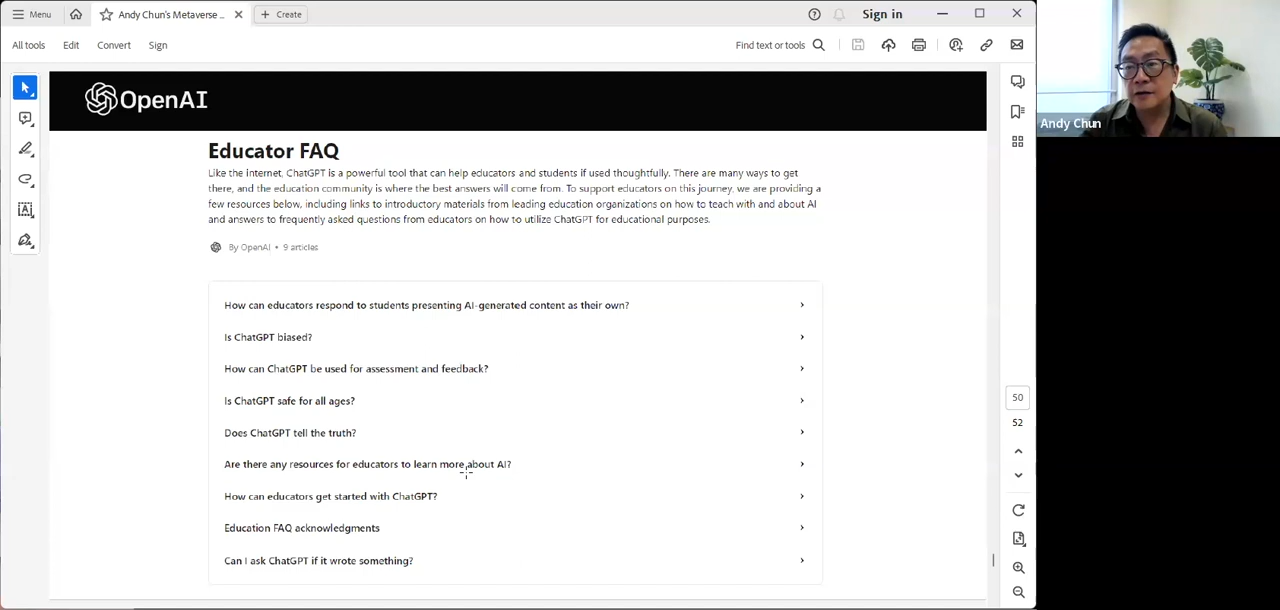 Menu
Andy Chun's Metaverse ...
Create
Sign in
All tools
Edit
Convert
Sign
Find text or tools
OpenAI
Educator FAQ
Like the internet, ChatGPT is a powerful tool that can help educators and students if used thoughtfully. There are many ways to get
there, and the education community is where the best answers will come from. To support educators on this journey, we are providing a
few resources below, including links to introductory materials from leading education organizations on how to teach with and about AI
and answers to frequently asked questions from educators on how to utilize ChatGPT for educational purposes.
By OpenAI • 9 articles
How can educators respond to students presenting AI-generated content as their own?
Is ChatGPT biased?
How can ChatGPT be used for assessment and feedback?
Is ChatGPT safe for all ages?
Does ChatGPT tell the truth?
Are there any resources for educators to learn more about AI?
How can educators get started with ChatGPT?
Education FAQ acknowledgments
Can I ask ChatGPT if it wrote something?
50
52
Andy Chun